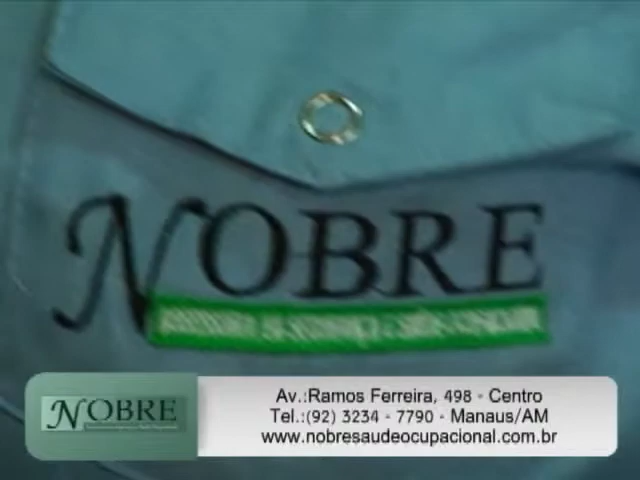 NOBRE
NOBRE
Av.:Ramos Ferreira, 498 - Centro
Tel.:(92) 3234 - 7790 - Manaus/AM
www.nobresaudeocupacional.com.br